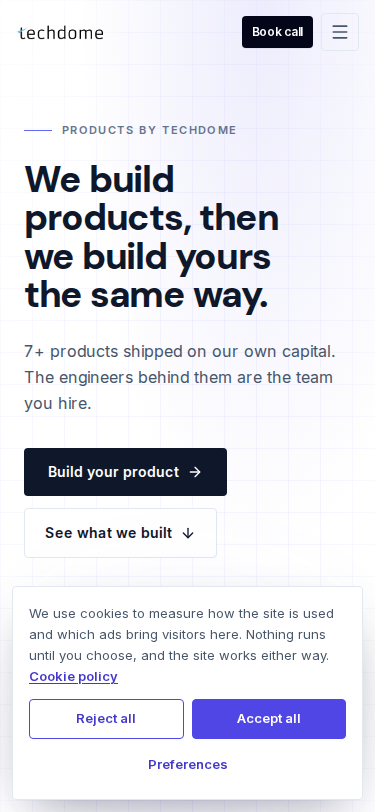 techdome
Book call
PRODUCTS BY TECHDOME
We build
products, then
we build yours
the same way.
7+ products shipped on our own capital.
The engineers behind them are the team
you hire.
Build your product →
See what we built ↓
We use cookies to measure how the site is used
and which ads bring visitors here. Nothing runs
until you choose, and the site works either way.
Cookie policy
Reject all
Accept all
Preferences